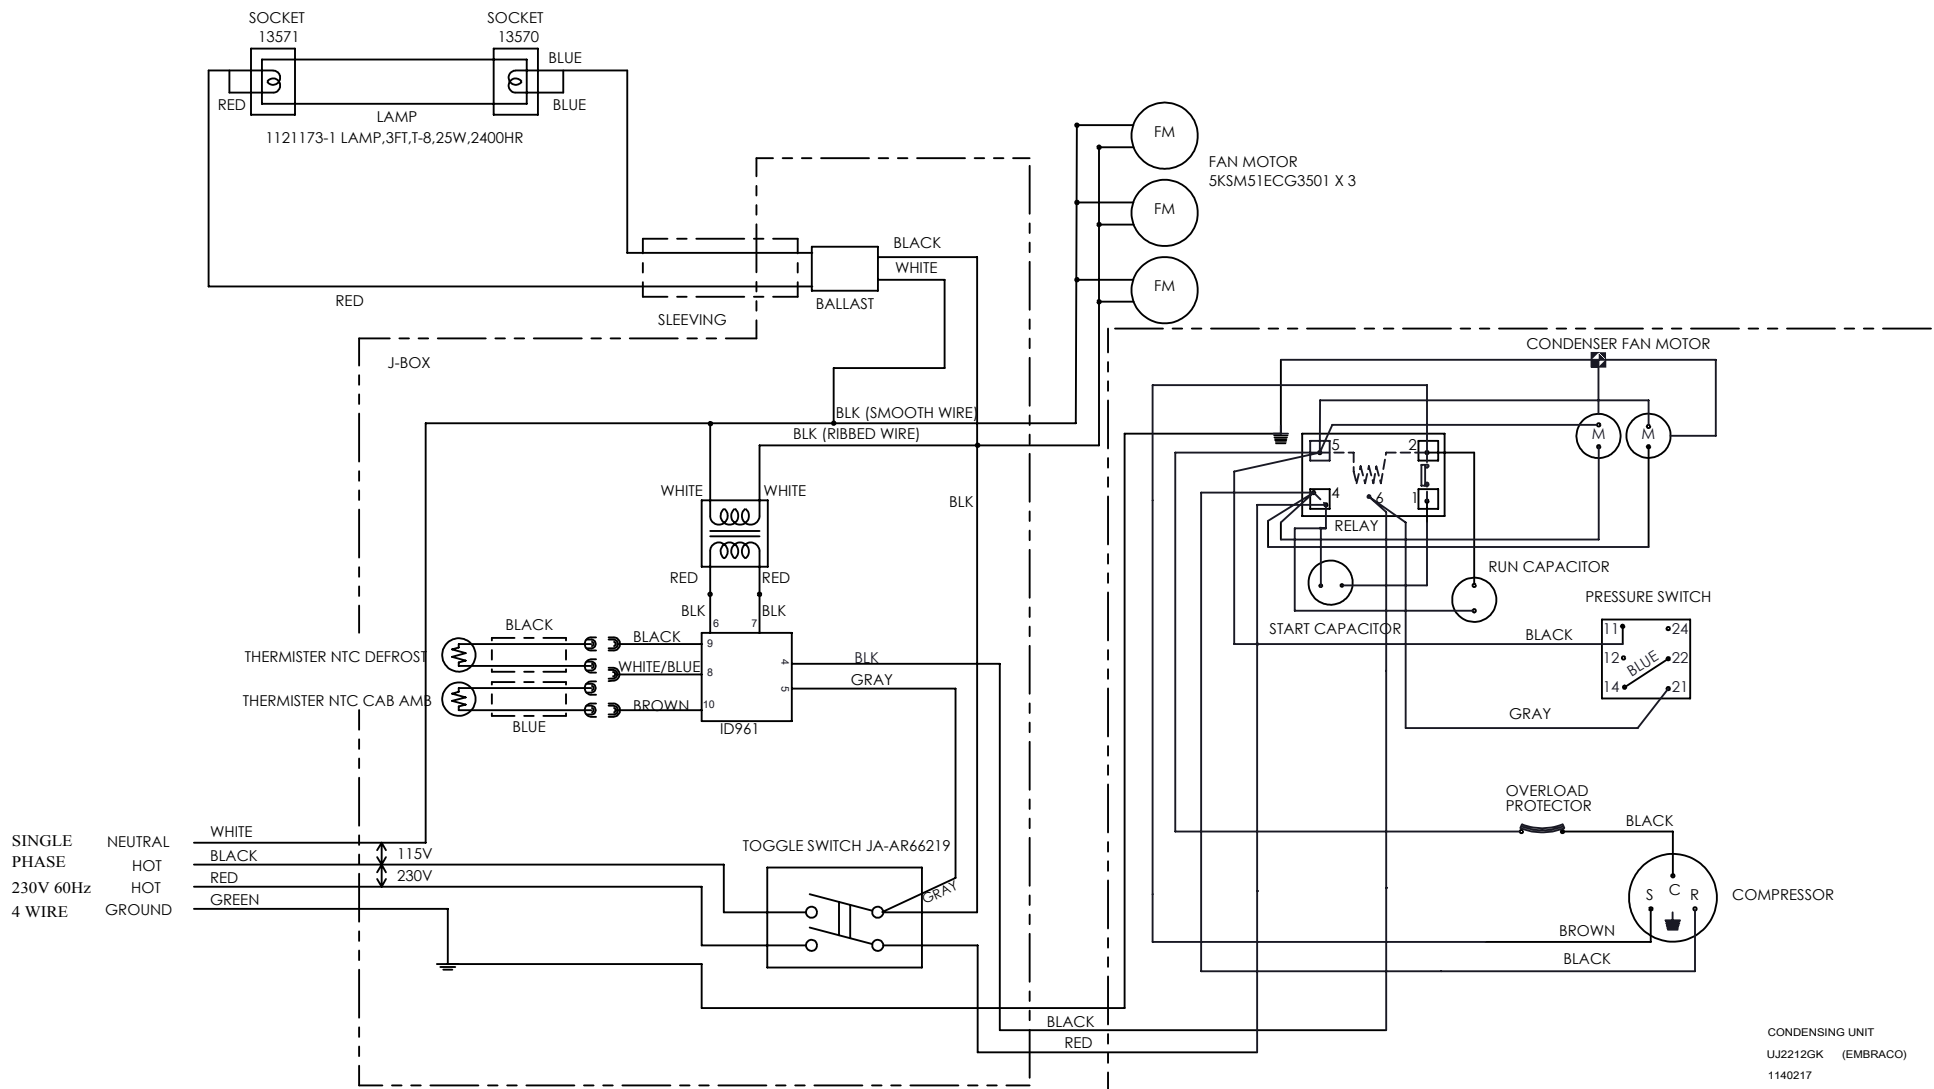 SOCKET
13571
SOCKET
13570
BLUE
RED
BLUE
LAMP
1121173-1 LAMP,3FT,T-8,25W,2400HR
FM
FAN MOTOR
5KSM51ECG3501 X 3
FM
FM
BLACK
WHITE
BALLAST
RED
SLEEVING
J-BOX
CONDENSER FAN MOTOR
BLK (SMOOTH WIRE)
BLK (RIBBED WIRE)
M
M
5
2
4
6
1
RELAY
WHITE
WHITE
BLK
RED
RED
BLK
BLK
6
7
RUN CAPACITOR
START CAPACITOR
PRESSURE SWITCH
BLACK
11
24
12
BLUE
22
14
21
GRAY
BLACK
BLACK
9
THERMISTER NTC DEFROST
WHITE/BLUE
8
4
BLK
5
GRAY
THERMISTER NTC CAB AMB
BROWN
10
BLUE
ID961
OVERLOAD
PROTECTOR
BLACK
S
C
R
COMPRESSOR
BROWN
BLACK
SINGLE
PHASE
230V 60Hz
4 WIRE
NEUTRAL
HOT
HOT
GROUND
WHITE
BLACK
RED
GREEN
115V
230V
TOGGLE SWITCH JA-AR66219
GRAY
BLACK
RED
CONDENSING UNIT
UJ2212GK (EMBRACO)
1140217